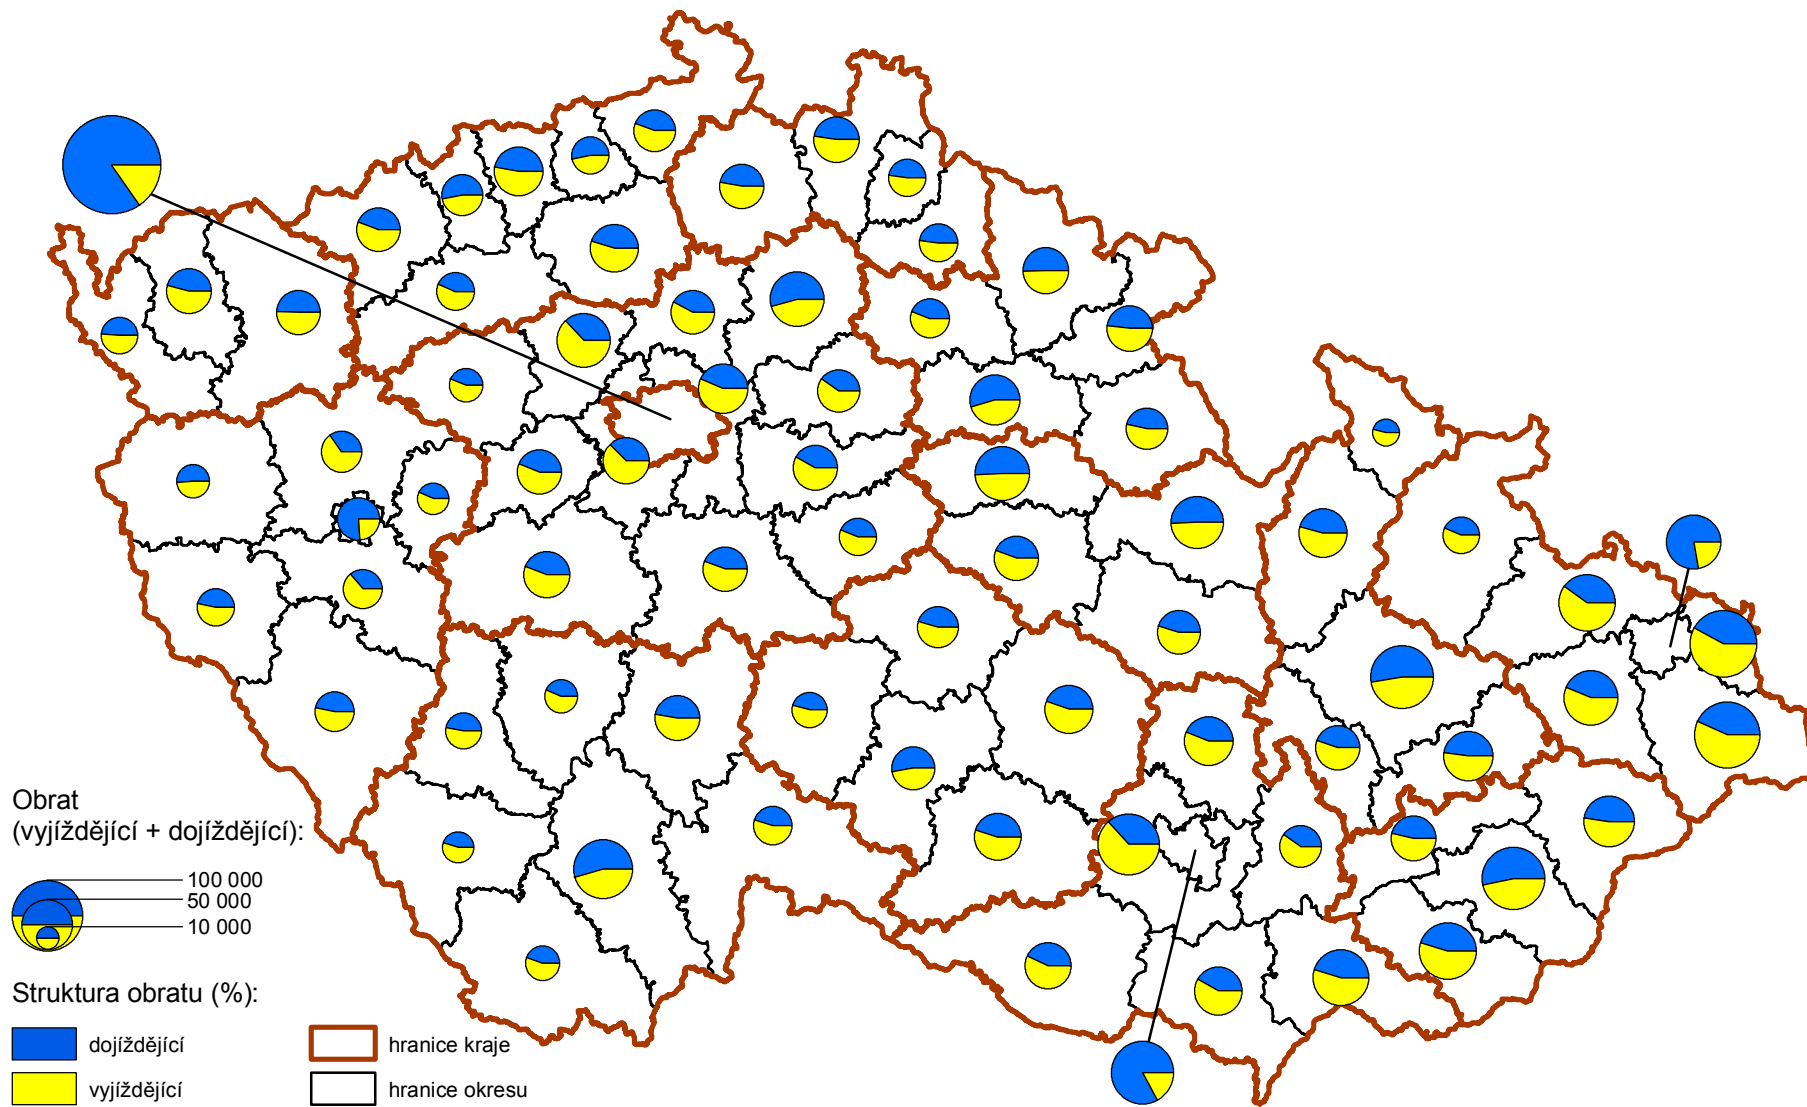 Obrat
(vyjíždějící + dojíždějící):
100 000
50 000
10 000
Struktura obratu (%):
dojíždějící
hranice kraje
vyjíždějící
hranice okresu